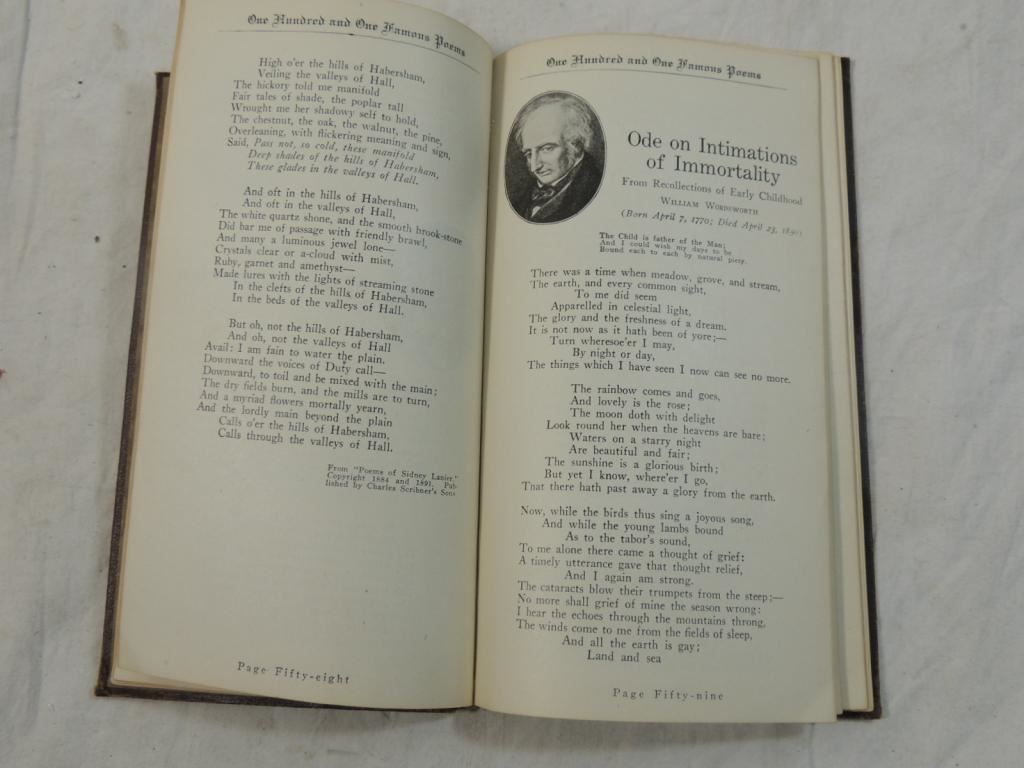 One Hundred and One Famous Poems
High o'er the hills of Habersham,
Veiling the valleys of Hall,
The hickory told me manifold
Fair tales of shade, the poplar tall
Wrought me her shadowy self to hold,
The chestnut, the oak, the walnut, the pine,
Overleaning, with flickering meaning and sign,
Said, Pass not, so cold, these manifold
Deep shades of the hills of Habersham,
These glades in the valleys of Hall.
And oft in the hills of Habersham,
And oft in the valleys of Hall,
The white quartz shone, and the smooth brook-stone
Did bar me of passage with friendly brawl,
And many a luminous jewel lone—
Crystals clear or a-cloud with mist,
Ruby, garnet and amethyst—
Made lures with the lights of streaming stone
In the clefts of the hills of Habersham,
In the beds of the valleys of Hall.
But oh, not the hills of Habersham,
And oh, not the valleys of Hall
Avail: I am fain to water the plain.
Downward the voices of Duty call—
Downward, to toil and be mixed with the main;
The dry fields burn, and the mills are to turn,
And a myriad flowers mortally yearn,
And the lordly main beyond the plain
Calls o'er the hills of Habersham,
Calls through the valleys of Hall.
From "Poems of Sidney Lanier."
Copyright 1884 and 1891. Pub-
lished by Charles Scribner's Sons
Page Fifty-eight
One Hundred and One Famous Poems
Ode on Intimations
of Immortality
From Recollections of Early Childhood
William Wordsworth
(Born April 7, 1770; Died April 23, 1890)
The Child is father of the Man;
And I could wish my days to be
Bound each to each by natural piety.
There was a time when meadow, grove, and stream,
The earth, and every common sight,
To me did seem
Apparelled in celestial light,
The glory and the freshness of a dream.
It is not now as it hath been of yore;—
Turn wheresoe'er I may,
By night or day,
The things which I have seen I now can see no more.
The rainbow comes and goes,
And lovely is the rose;
The moon doth with delight
Look round her when the heavens are bare;
Waters on a starry night
Are beautiful and fair;
The sunshine is a glorious birth;
But yet I know, where'er I go,
That there hath past away a glory from the earth.
Now, while the birds thus sing a joyous song,
And while the young lambs bound
As to the tabor's sound,
To me alone there came a thought of grief:
A timely utterance gave that thought relief,
And I again am strong.
The cataracts blow their trumpets from the steep;—
No more shall grief of mine the season wrong:
I hear the echoes through the mountains throng,
The winds come to me from the fields of sleep,
And all the earth is gay;
Land and sea
Page Fifty-nine